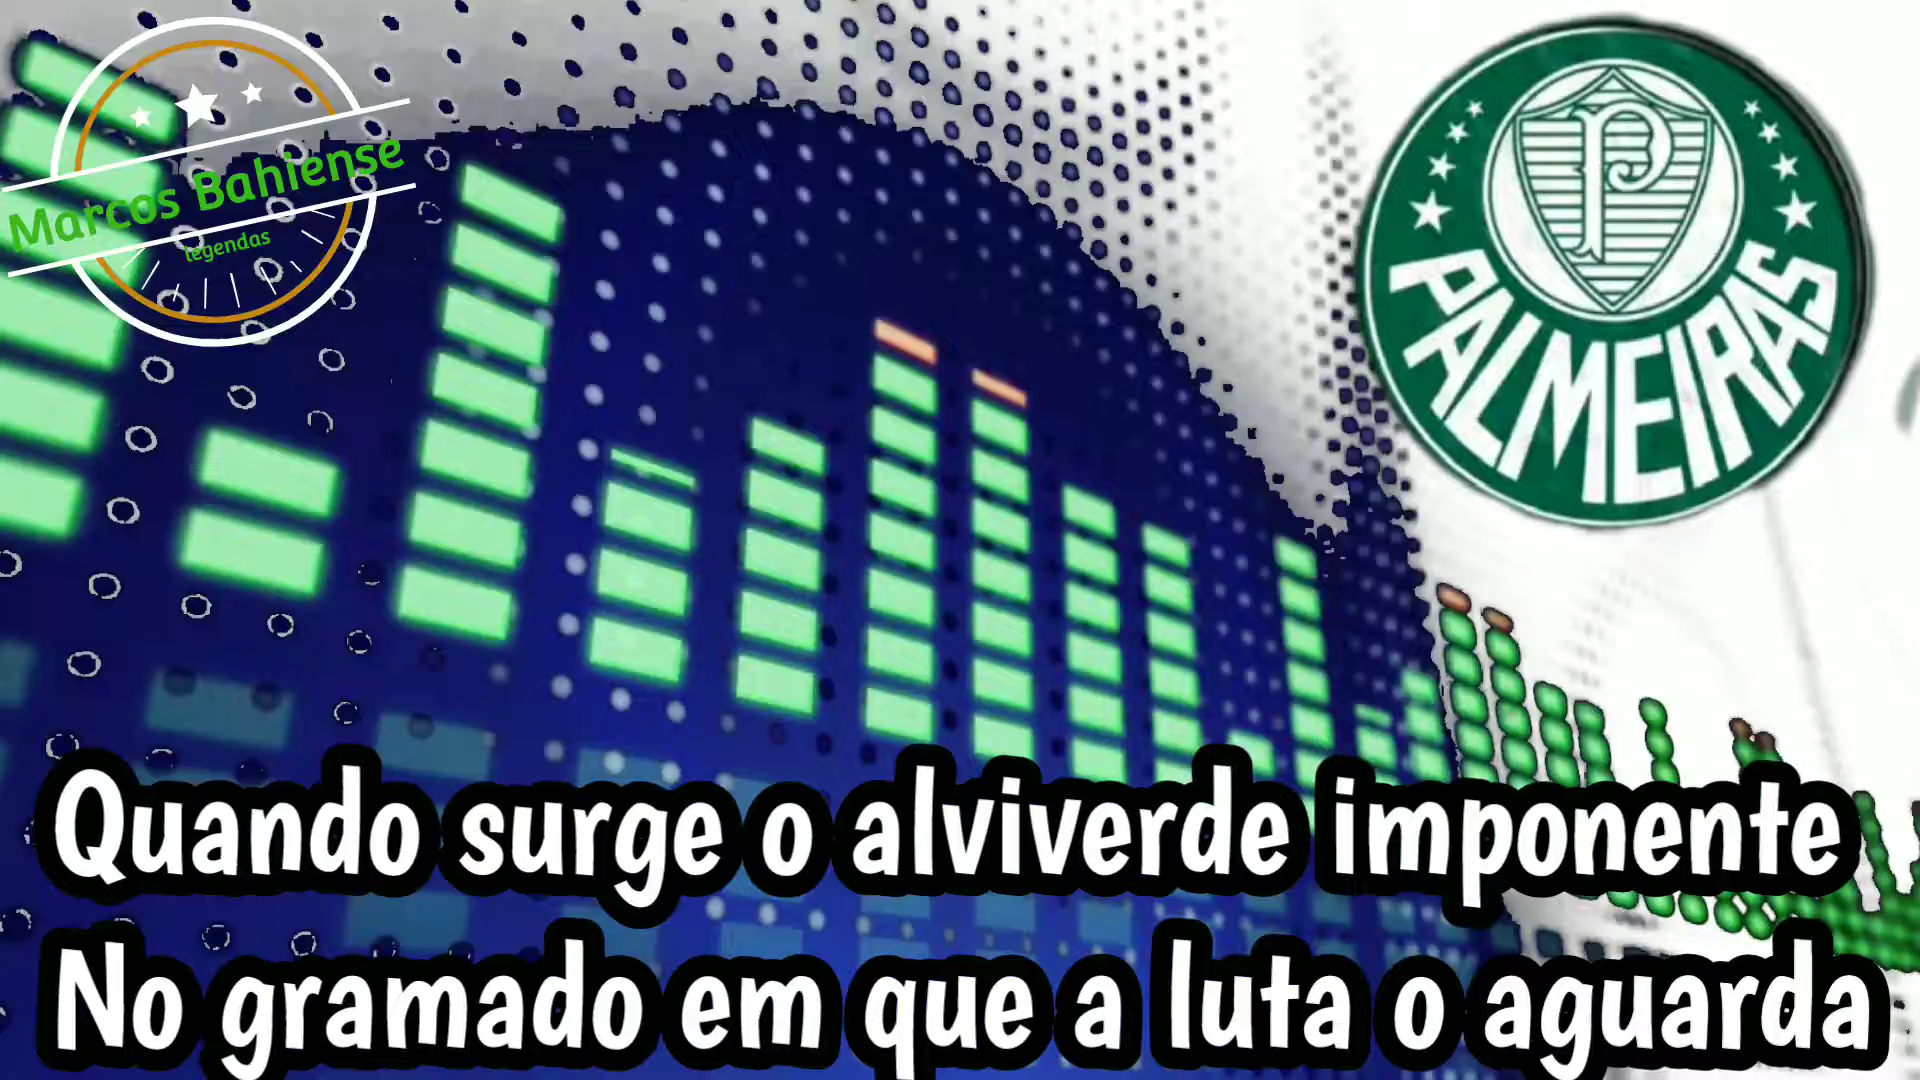 Marcos Bahiense
legendas
P
PALMEIRAS
Quando surge o alviverde imponente
No gramado em que a luta o aguarda